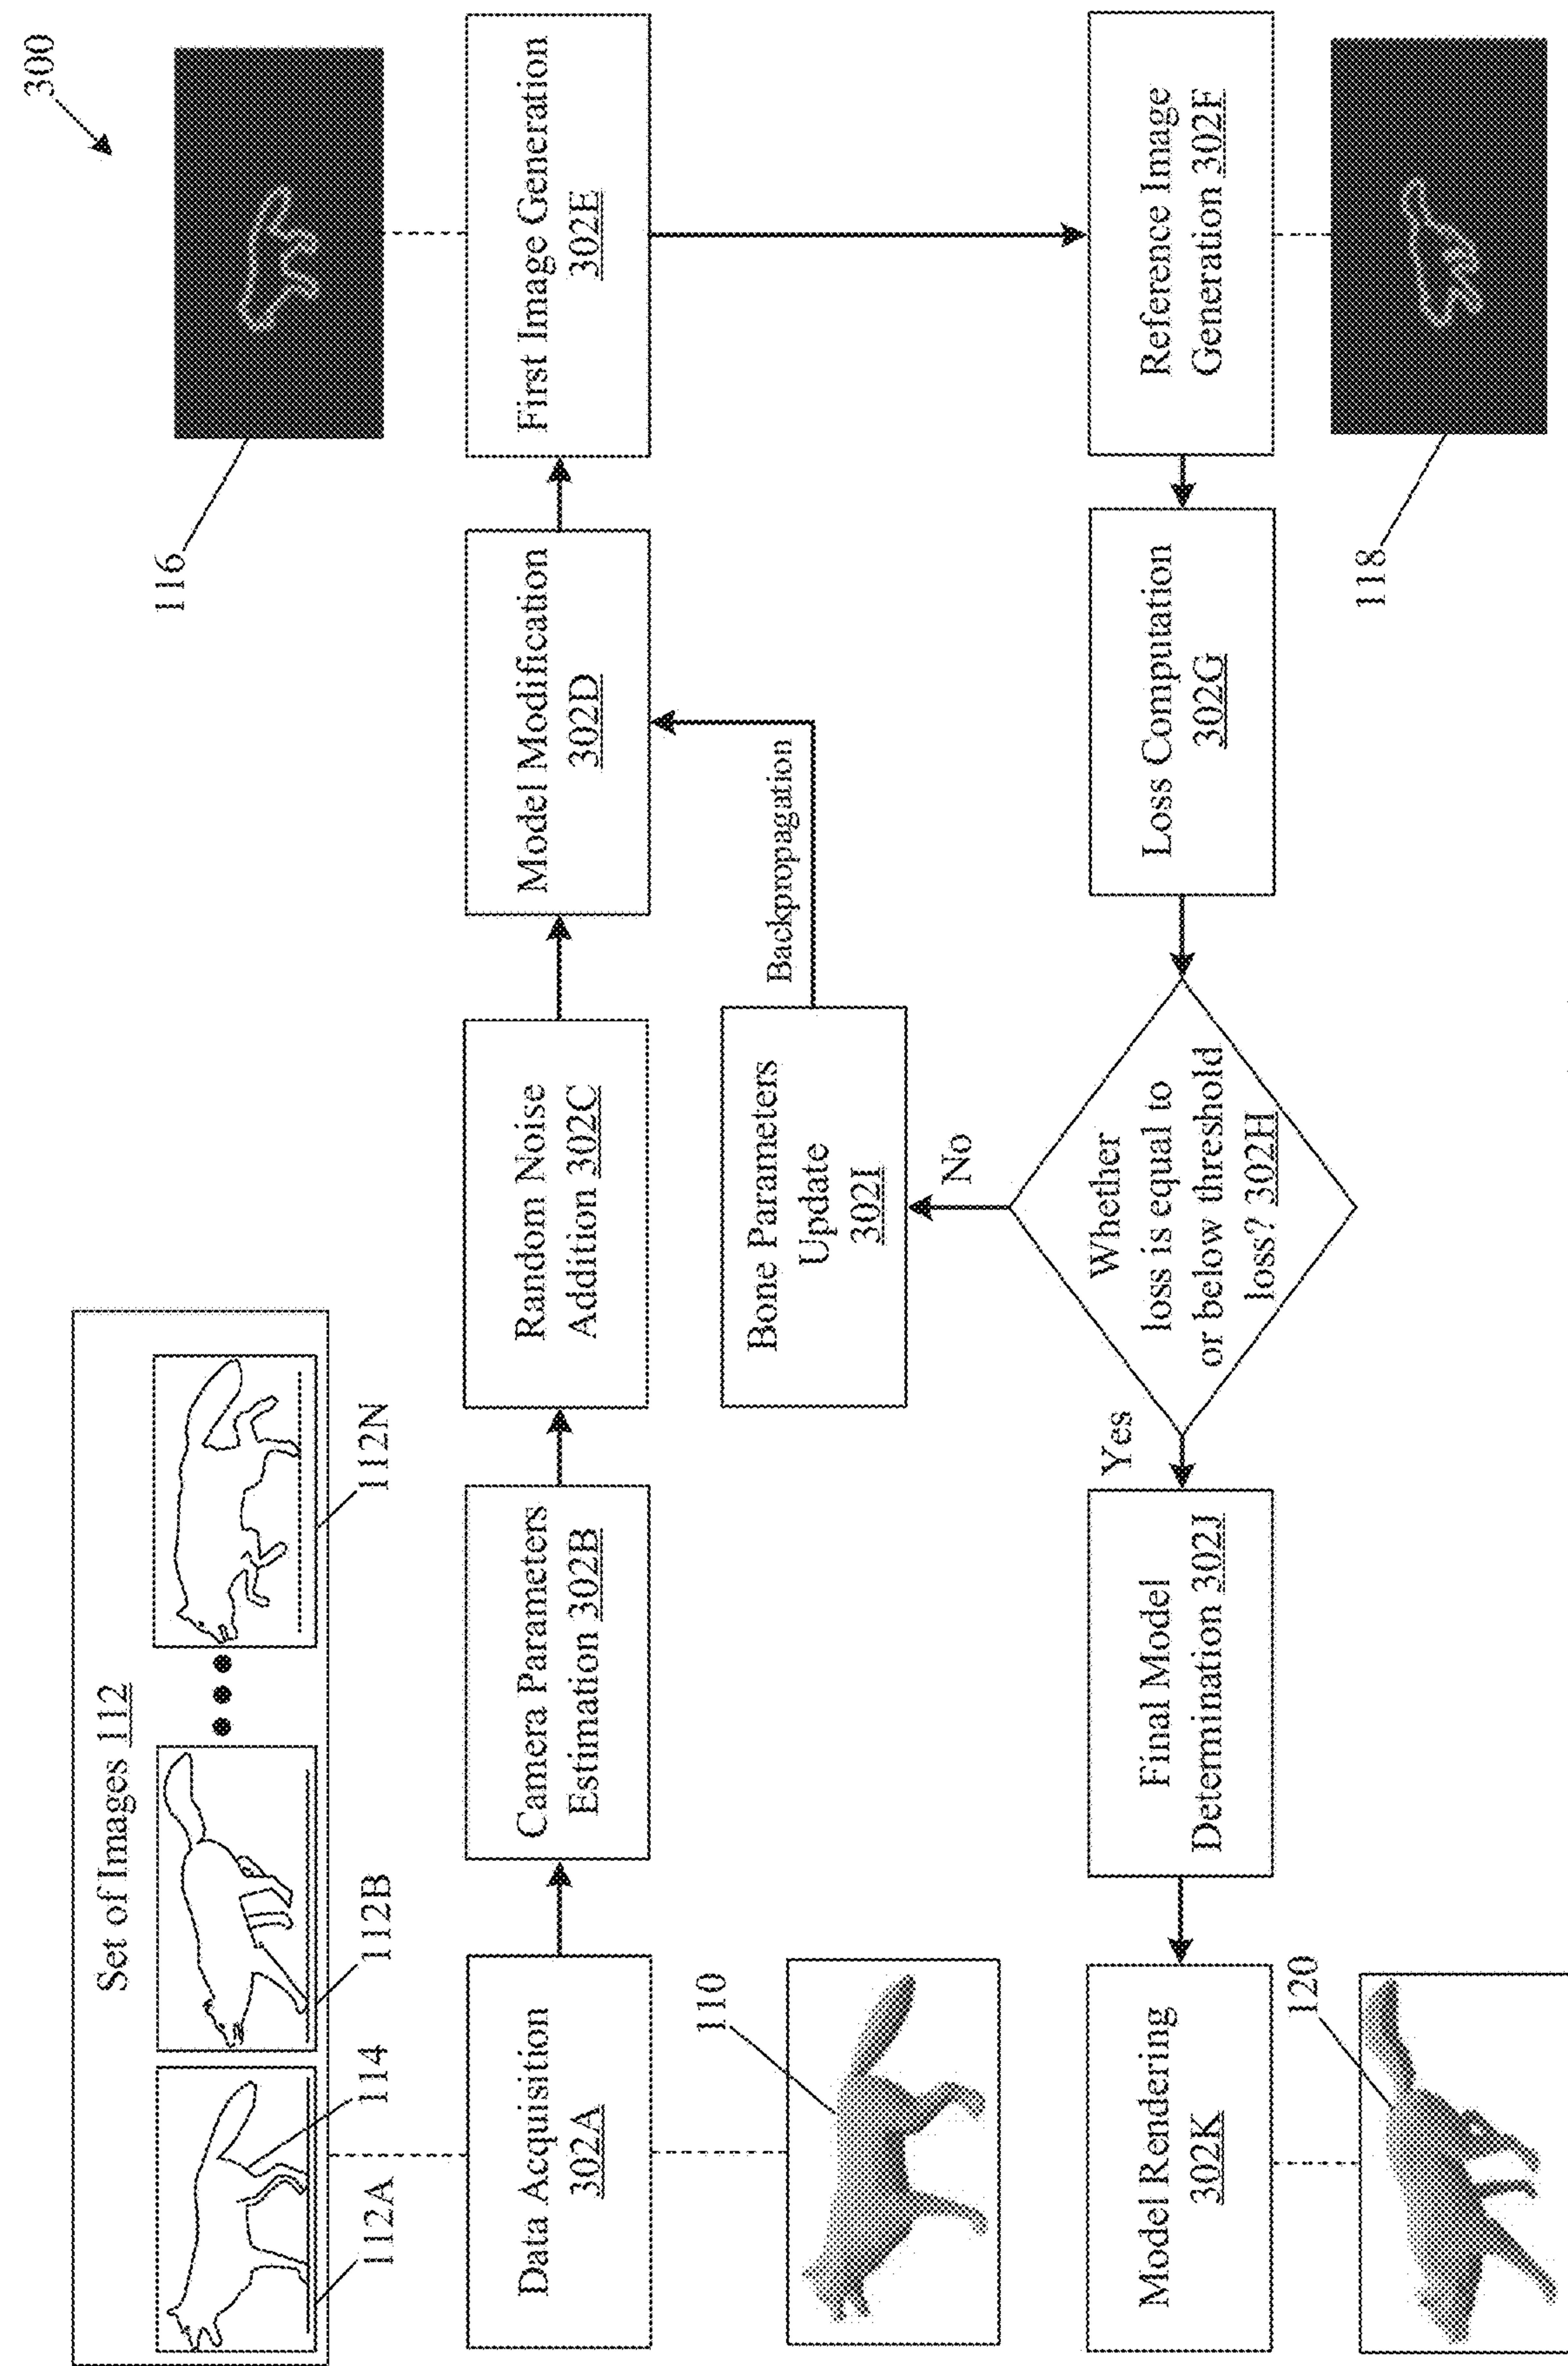 300
Set of Images 112
112A
114
112B
112N
116
Data Acquisition
302A
Camera Parameters
Estimation 302B
Random Noise
Addition 302C
Model Modification
302D
First Image Generation
302E
110
Bone Parameters
Update
302I
Backpropagation
No
Model Rendering
302K
Final Model
Determination 302J
Yes
Whether
loss is equal to
or below threshold
loss? 302H
Loss Computation
302G
Reference Image
Generation 302F
120
118